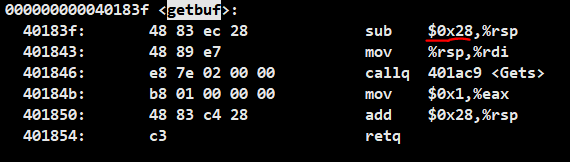 000000000040183f <getbuf>:
40183f: 48 83 ec 28 sub $0x28,%rsp
401843: 48 89 e7 mov %rsp,%rdi
401846: e8 7e 02 00 00 callq 401ac9 <Gets>
40184b: b8 01 00 00 00 mov $0x1,%eax
401850: 48 83 c4 28 add $0x28,%rsp
401854: c3 retq